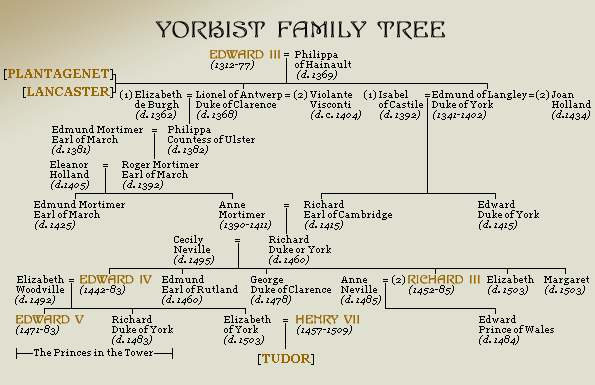 YORKIST FAMILY TREE
EDWARD III = Philippa
(1312-77) of Hainault
(d. 1369)
[PLANTAGENET]
[LANCASTER]
(1) Elizabeth = Lionel of Antwerp = (2) Violante (1) Isabel = Edmund of Langley = (2) Joan
de Burgh Duke of Clarence Visconti of Castile Duke of York Holland
(d. 1362) (d. 1368) (d. c. 1404) (d. 1392) (1341-1402) (d. 1434)
Edmund Mortimer = Philippa
Earl of March Countess of Ulster
(d. 1381) (d. 1382)
Eleanor = Roger Mortimer
Holland Earl of March
(d. 1405) (d. 1392)
Edmund Mortimer Anne = Richard Edward
Earl of March Mortimer Earl of Cambridge Duke of York
(d. 1425) (1390-1411) (d. 1415) (d. 1415)
Cecily = Richard
Neville Duke or York
(d. 1495) (d. 1460)
Elizabeth = EDWARD IV Edmund George Anne = (2) RICHARD III Elizabeth Margaret
Woodville (1442-83) Earl of Rutland Duke of Clarence Neville (1452-85) (d. 1503) (d. 1503)
(d. 1492) (d. 1460) (d. 1478) (d. 1485)
EDWARD V Richard Elizabeth = HENRY VII Edward
(1471-83) Duke of York of York (1457-1509) Prince of Wales
(d. 1483) (d. 1503) (d. 1484)
The Princes in the Tower
[TUDOR]